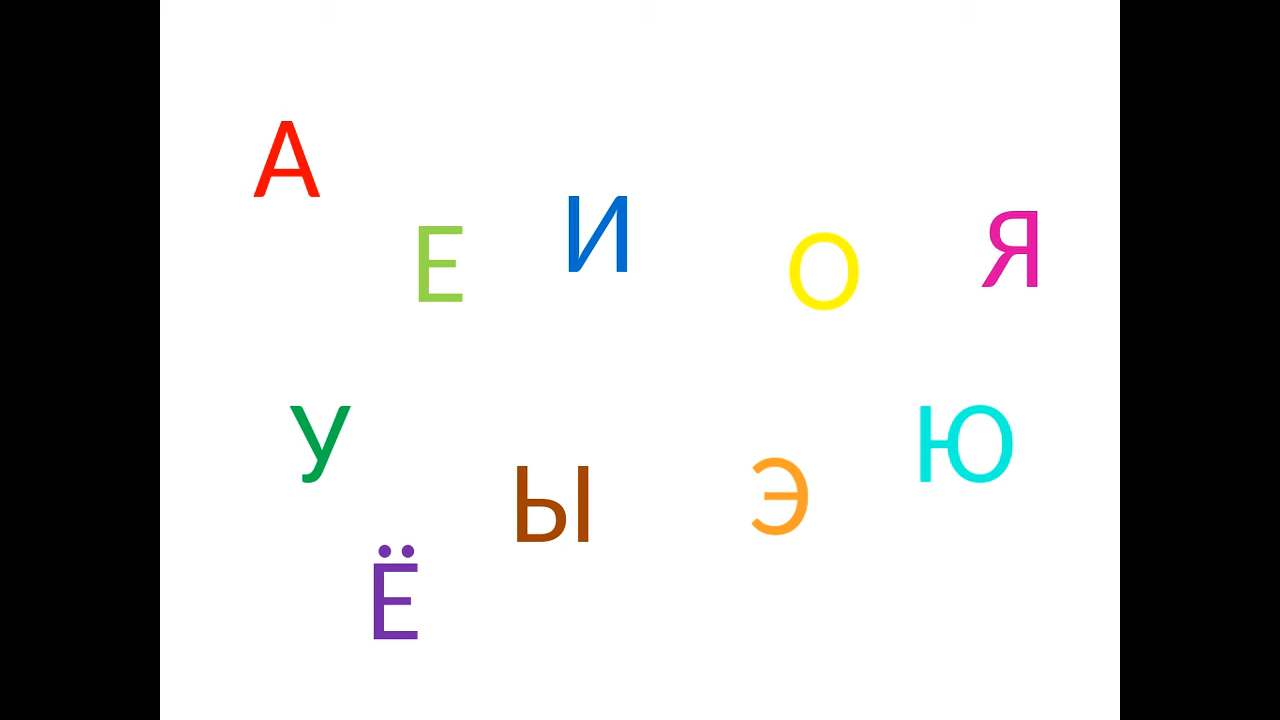 А
Е И О Я
У Ы Э Ю
Ё